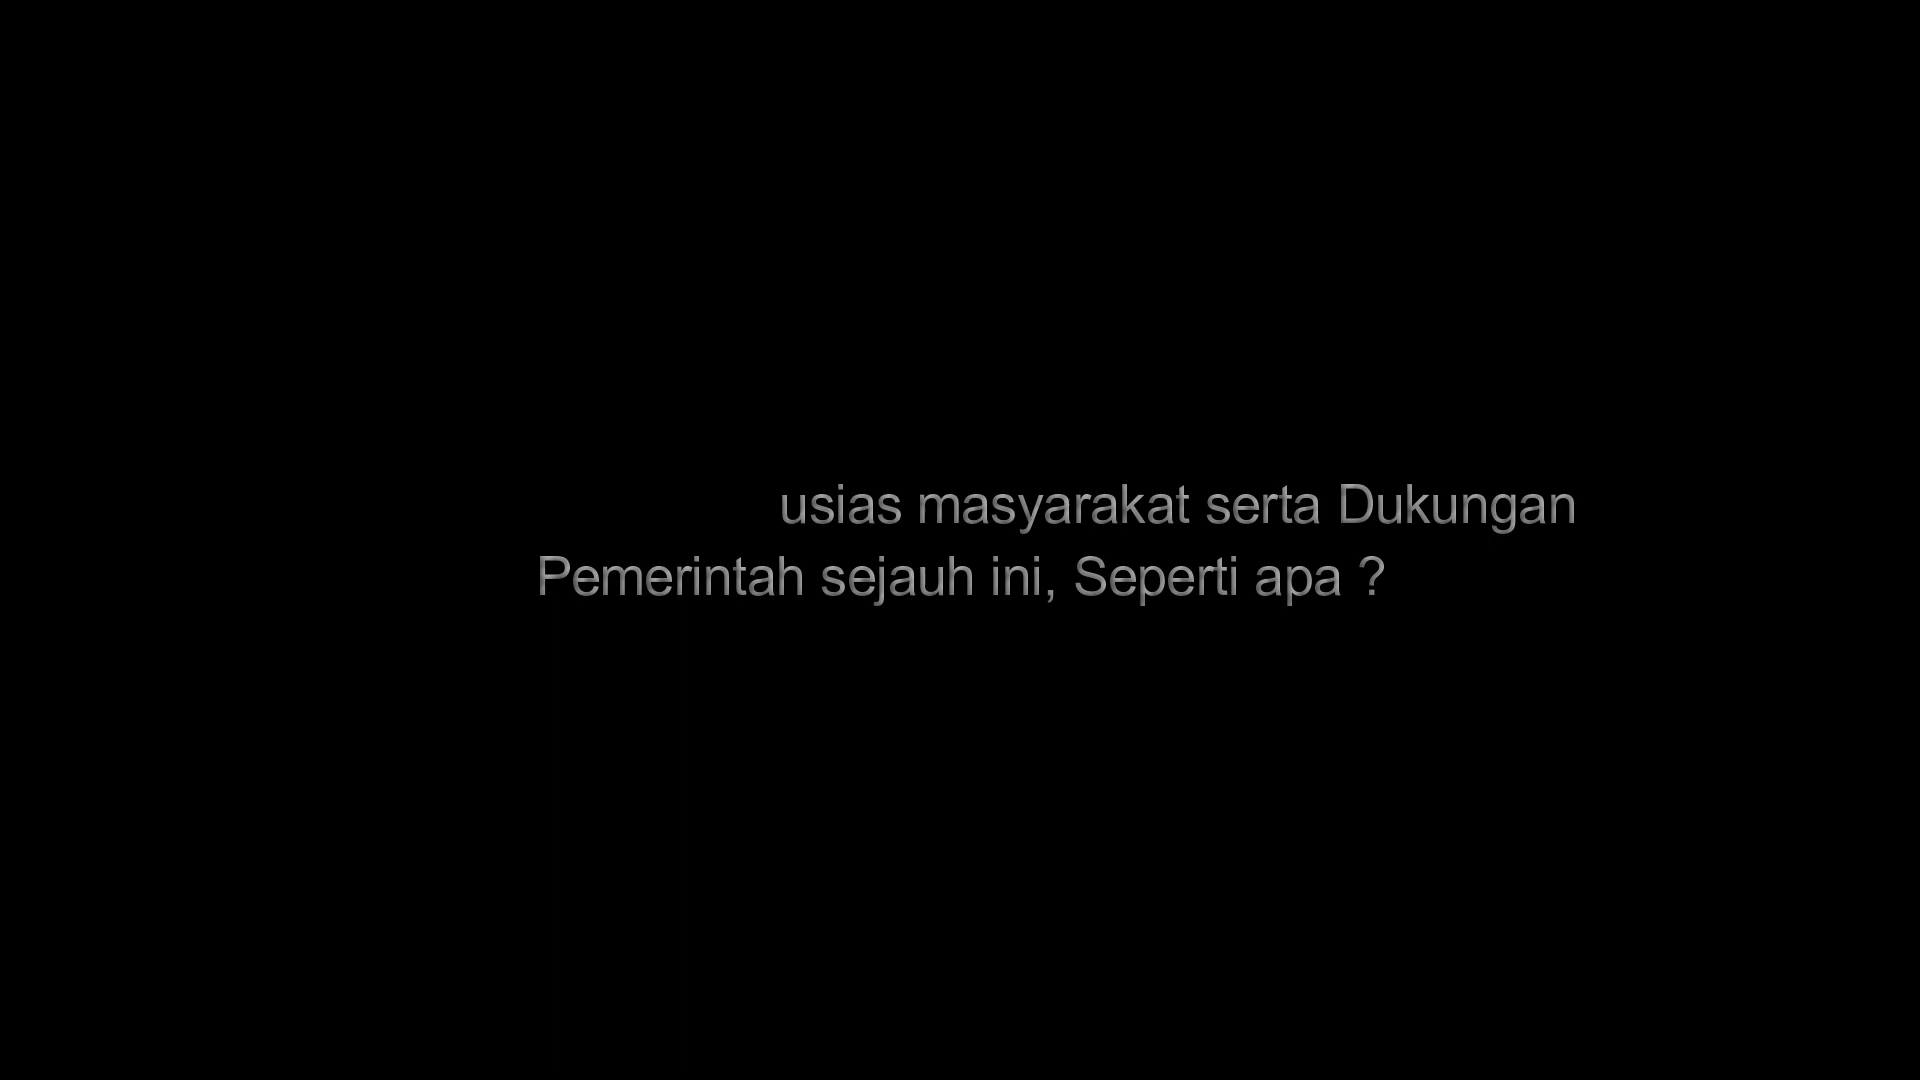 usias masyarakat serta Dukungan
Pemerintah sejauh ini, Seperti apa ?